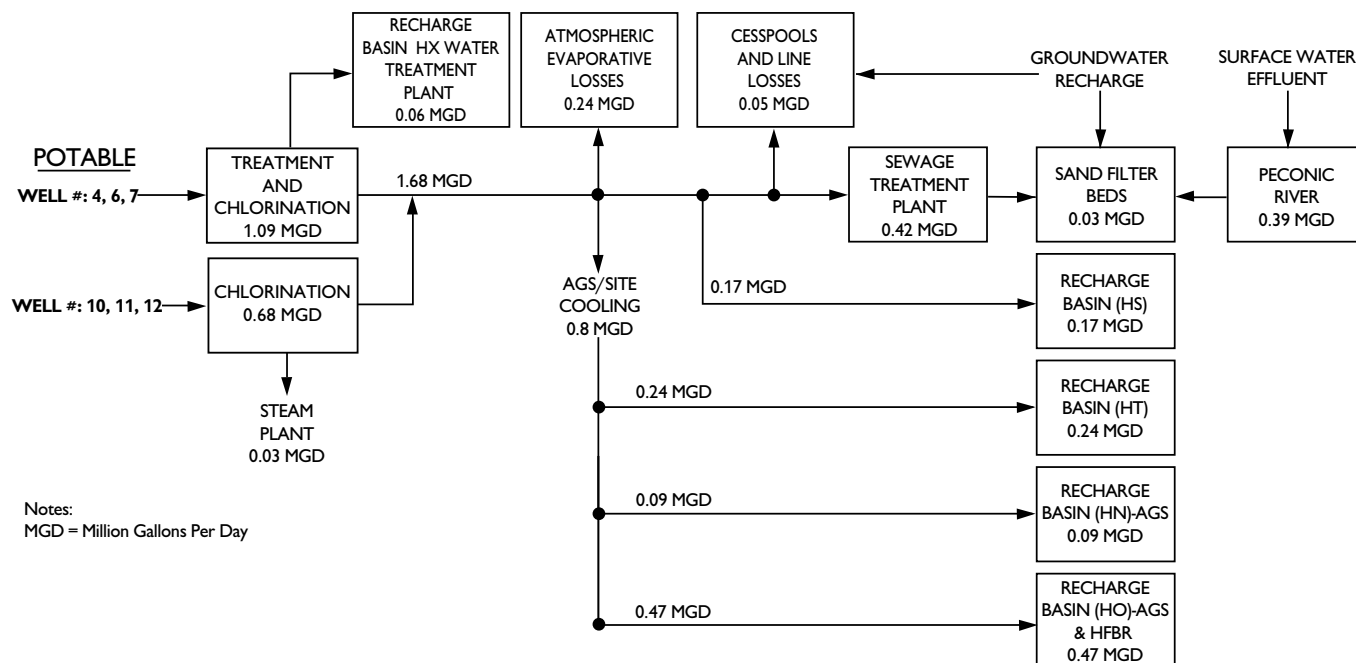 RECHARGE
BASIN HX WATER
TREATMENT
PLANT
0.06 MGD
ATMOSPHERIC
EVAPORATIVE
LOSSES
0.24 MGD
CESSPOOLS
AND LINE
LOSSES
0.05 MGD
GROUNDWATER
RECHARGE
SURFACE WATER
EFFLUENT
POTABLE
WELL #: 4, 6, 7
TREATMENT
AND
CHLORINATION
1.09 MGD
1.68 MGD
SEWAGE
TREATMENT
PLANT
0.42 MGD
SAND FILTER
BEDS
0.03 MGD
PECONIC
RIVER
0.39 MGD
WELL #: 10, 11, 12
CHLORINATION
0.68 MGD
AGS/SITE
COOLING
0.8 MGD
0.17 MGD
RECHARGE
BASIN (HS)
0.17 MGD
STEAM
PLANT
0.03 MGD
0.24 MGD
RECHARGE
BASIN (HT)
0.24 MGD
Notes:
MGD = Million Gallons Per Day
0.09 MGD
RECHARGE
BASIN (HN)-AGS
0.09 MGD
0.47 MGD
RECHARGE
BASIN (HO)-AGS
& HFBR
0.47 MGD